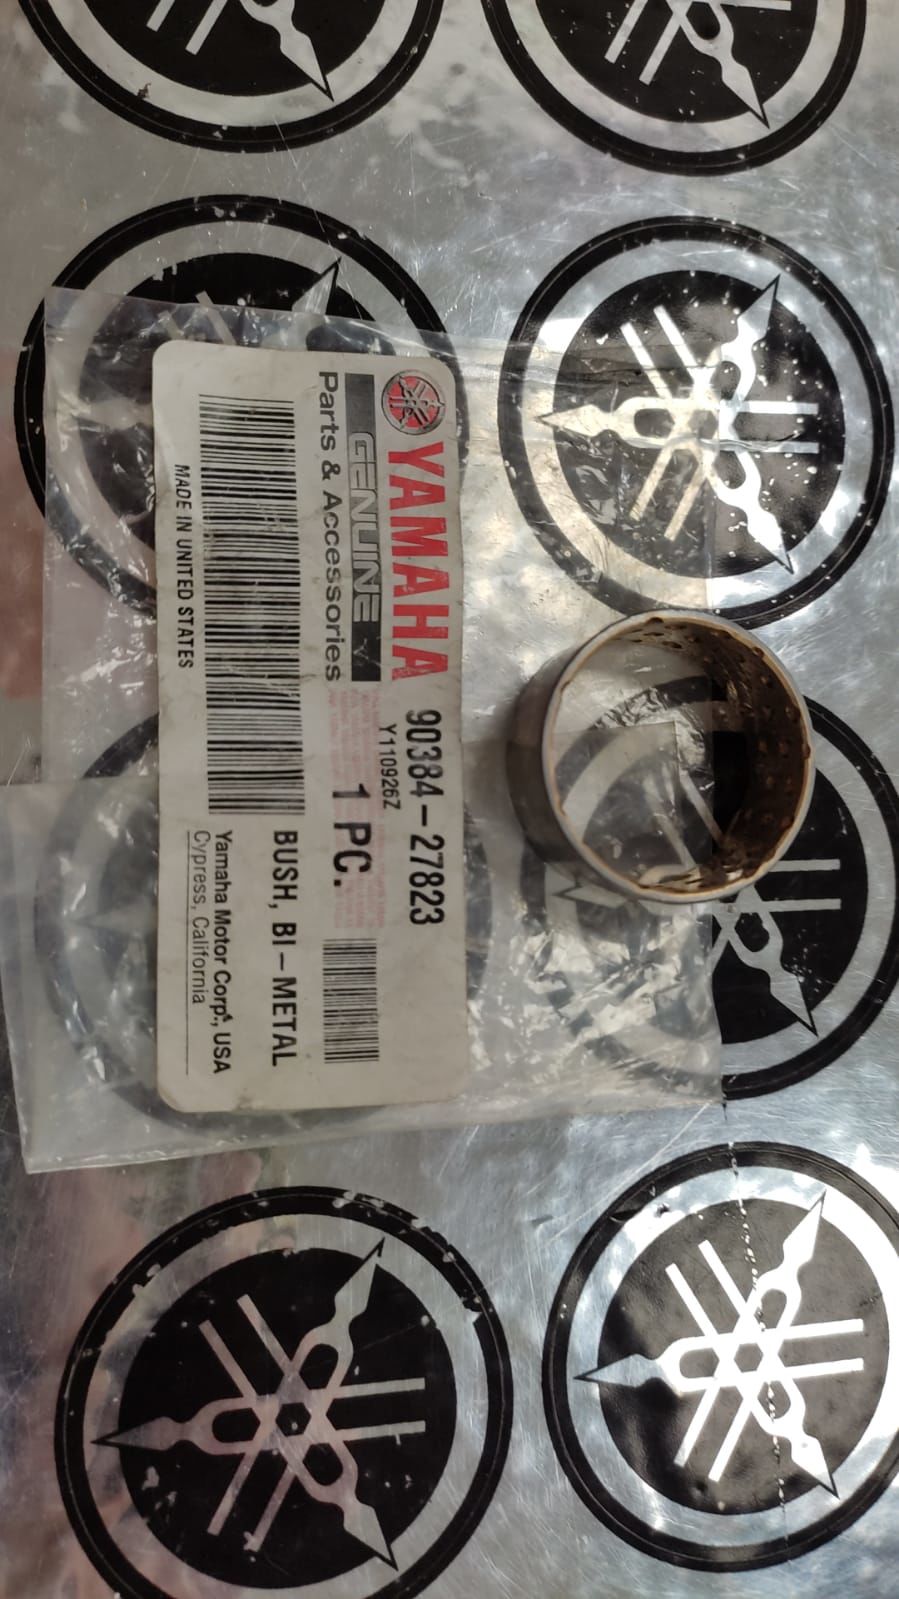 YAMAHA
GENUINE
Parts & Accessories
90384-27823
Y110926Z
1 PC.
BUSH, BI-METAL
MADE IN UNITED STATES
Yamaha Motor Corp., USA
Cypress, California